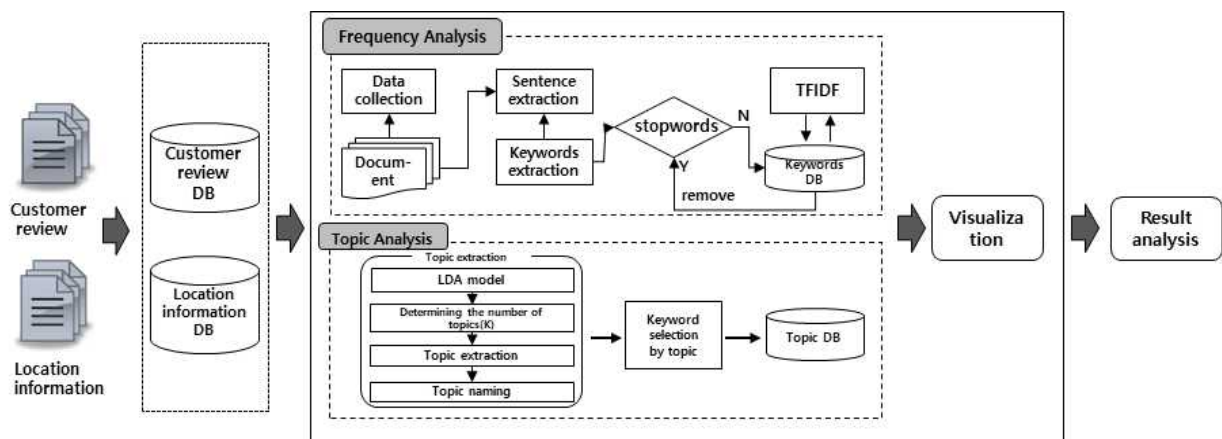 Customer
review
Location
information
Customer
review
DB
Location
information
DB
Frequency Analysis
Data
collection
Docum-
ent
Sentence
extraction
Keywords
extraction
stopwords
N
Y
remove
TFIDF
Keywords
DB
Topic Analysis
Topic extraction
LDA model
Determining the number of
topics(K)
Topic extraction
Topic naming
Keyword
selection
by topic
Topic DB
Visualiza
tion
Result
analysis